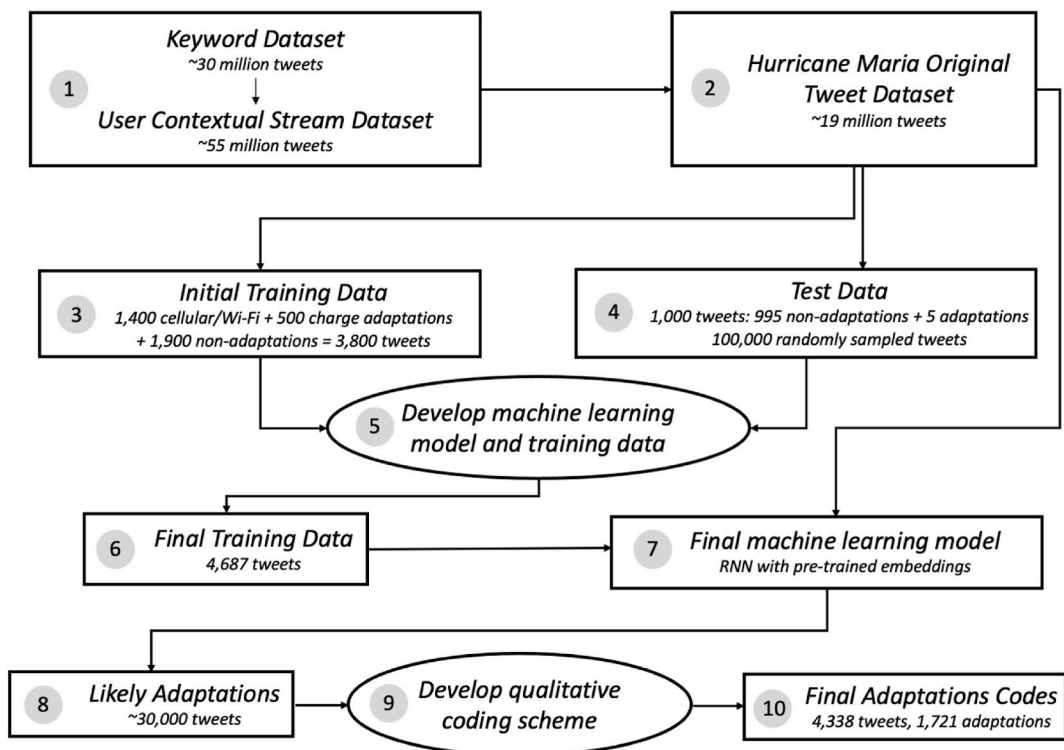 1
Keyword Dataset
~30 million tweets
User Contextual Stream Dataset
~55 million tweets
2
Hurricane Maria Original
Tweet Dataset
~19 million tweets
3
Initial Training Data
1,400 cellular/Wi-Fi + 500 charge adaptations
+ 1,900 non-adaptations = 3,800 tweets
4
Test Data
1,000 tweets: 995 non-adaptations + 5 adaptations
100,000 randomly sampled tweets
5
Develop machine learning
model and training data
6
Final Training Data
4,687 tweets
7
Final machine learning model
RNN with pre-trained embeddings
8
Likely Adaptations
~30,000 tweets
9
Develop qualitative
coding scheme
10
Final Adaptations Codes
4,338 tweets, 1,721 adaptations